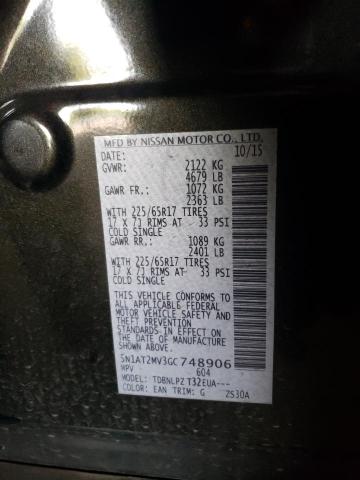 MFD BY NISSAN MOTOR CO., LTD.
DATE: 10/15
GVWR: 2122 KG
4679 LB
GAWR FR.: 1072 KG
2363 LB
WITH 225/65R17 TIRES
17 X 7J RIMS AT 33 PSI
COLD SINGLE
GAWR RR.: 1089 KG
2401 LB
WITH 225/65R17 TIRES
17 X 7J RIMS AT 33 PSI
COLD SINGLE
THIS VEHICLE CONFORMS TO
ALL APPLICABLE FEDERAL
MOTOR VEHICLE SAFETY
STANDARDS IN EFFECT ON
THE DATE OF MANUFACTURE
SHOWN ABOVE.
5N1AT2MV3GC748906
MPV 604
MODEL: TDBNLPZ T32EUA---
COLOR: EAN TRIM: G ZS30A